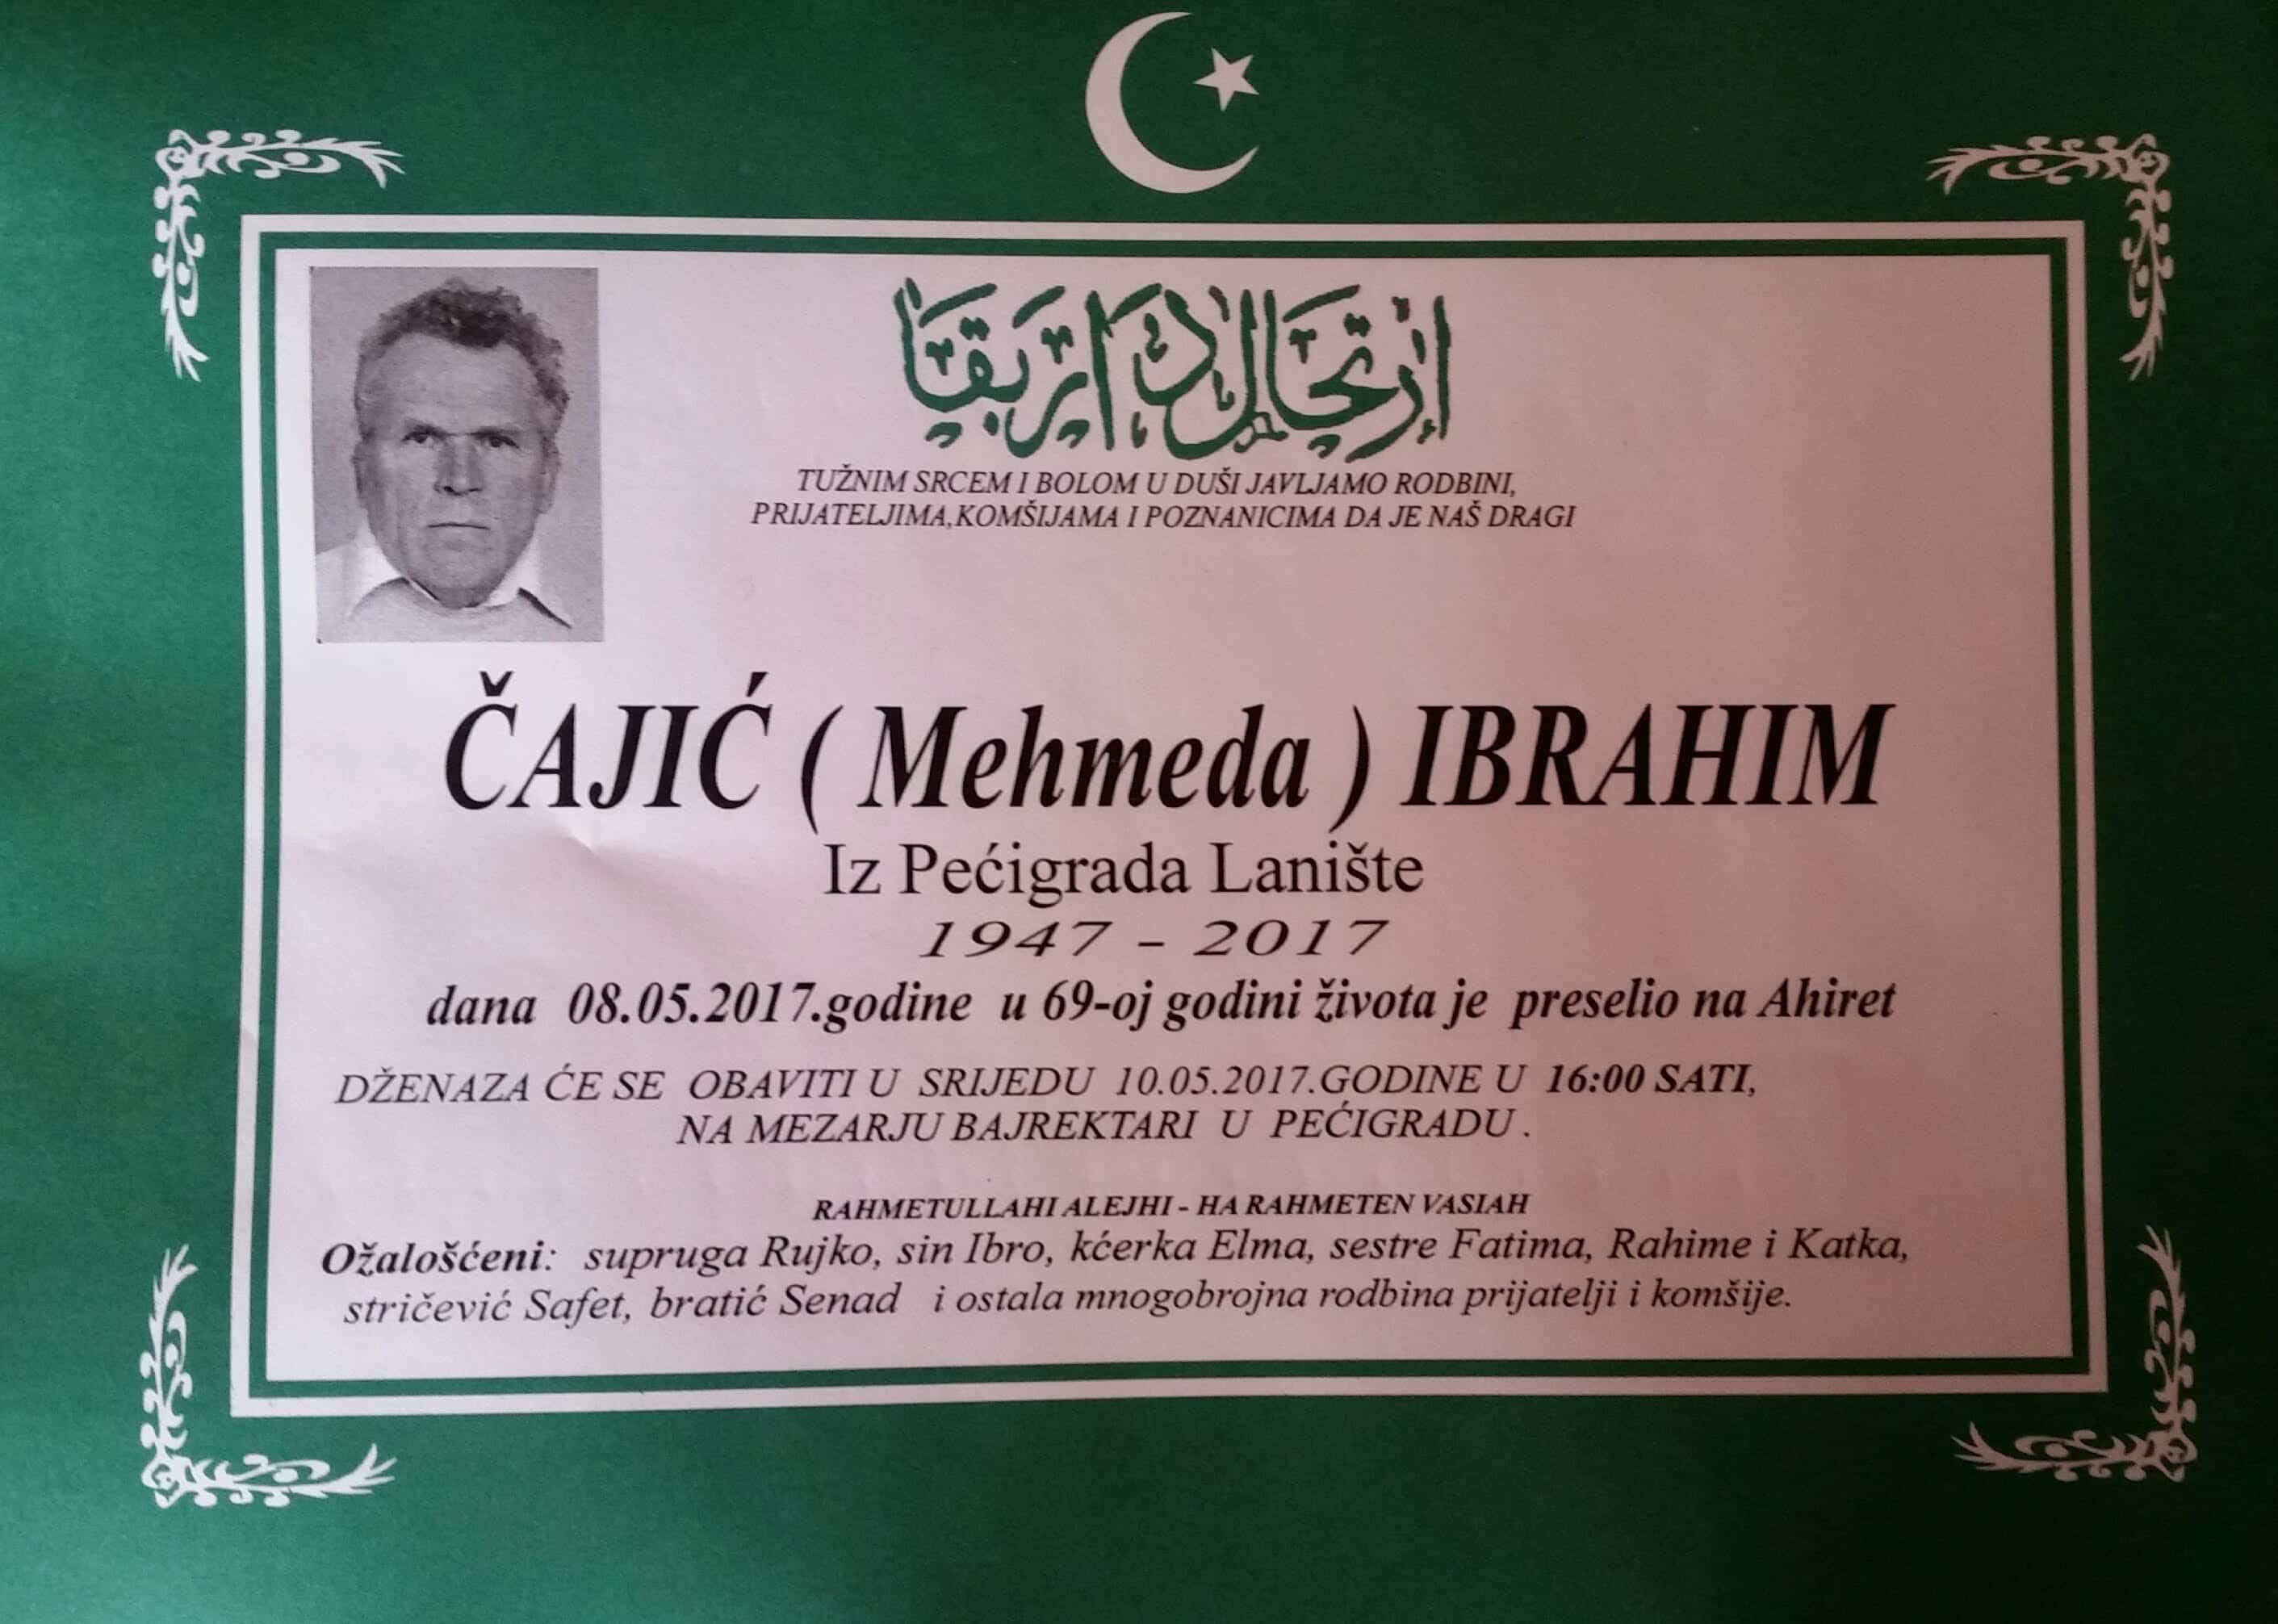 إرتحال دار بقا
TUŽNIM SRCEM I BOLOM U DUŠI JAVLJAMO RODBINI,
PRIJATELJIMA,KOMŠIJAMA I POZNANICIMA DA JE NAŠ DRAGI
ČAJIĆ ( Mehmeda ) IBRAHIM
Iz Pećigrada Lanište
1947 - 2017
dana 08.05.2017.godine u 69-oj godini života je preselio na Ahiret
DŽENAZA ĆE SE OBAVITI U SRIJEDU 10.05.2017.GODINE U 16:00 SATI,
NA MEZARJU BAJREKTARI U PEĆIGRADU .
RAHMETULLAHI ALEJHI - HA RAHMETEN VASIAH
Ožalošćeni: supruga Rujko, sin Ibro, kćerka Elma, sestre Fatima, Rahime i Katka,
stričević Safet, bratić Senad i ostala mnogobrojna rodbina prijatelji i komšije.